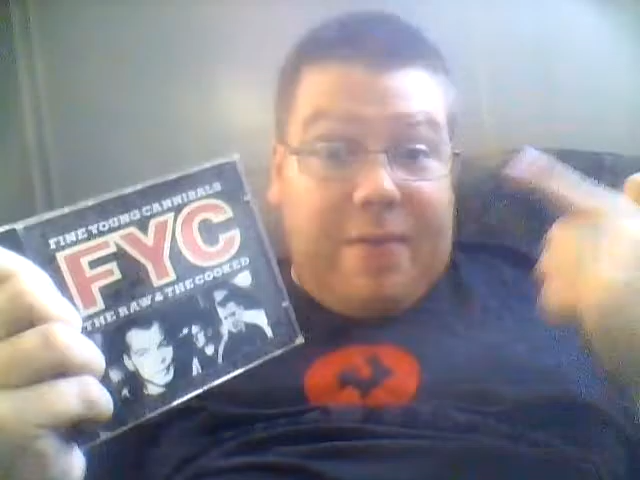 FINE YOUNG CANNIBALS
FYC
THE RAW & THE COOKED